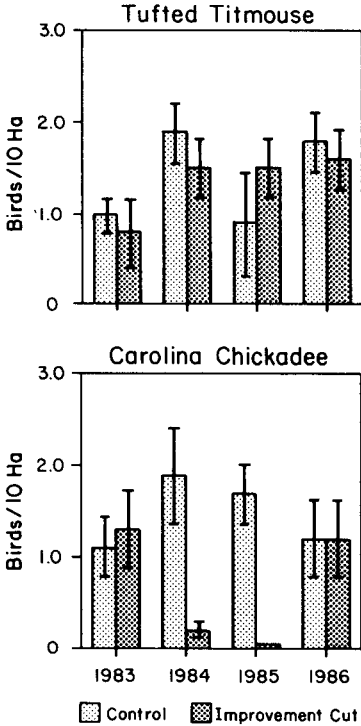 Tufted Titmouse
3.0
2.0
1.0
0
Birds/10 Ha
Carolina Chickadee
3.0
2.0
1.0
0
Birds/10 Ha
1983 1984 1985 1986
Control Improvement Cut